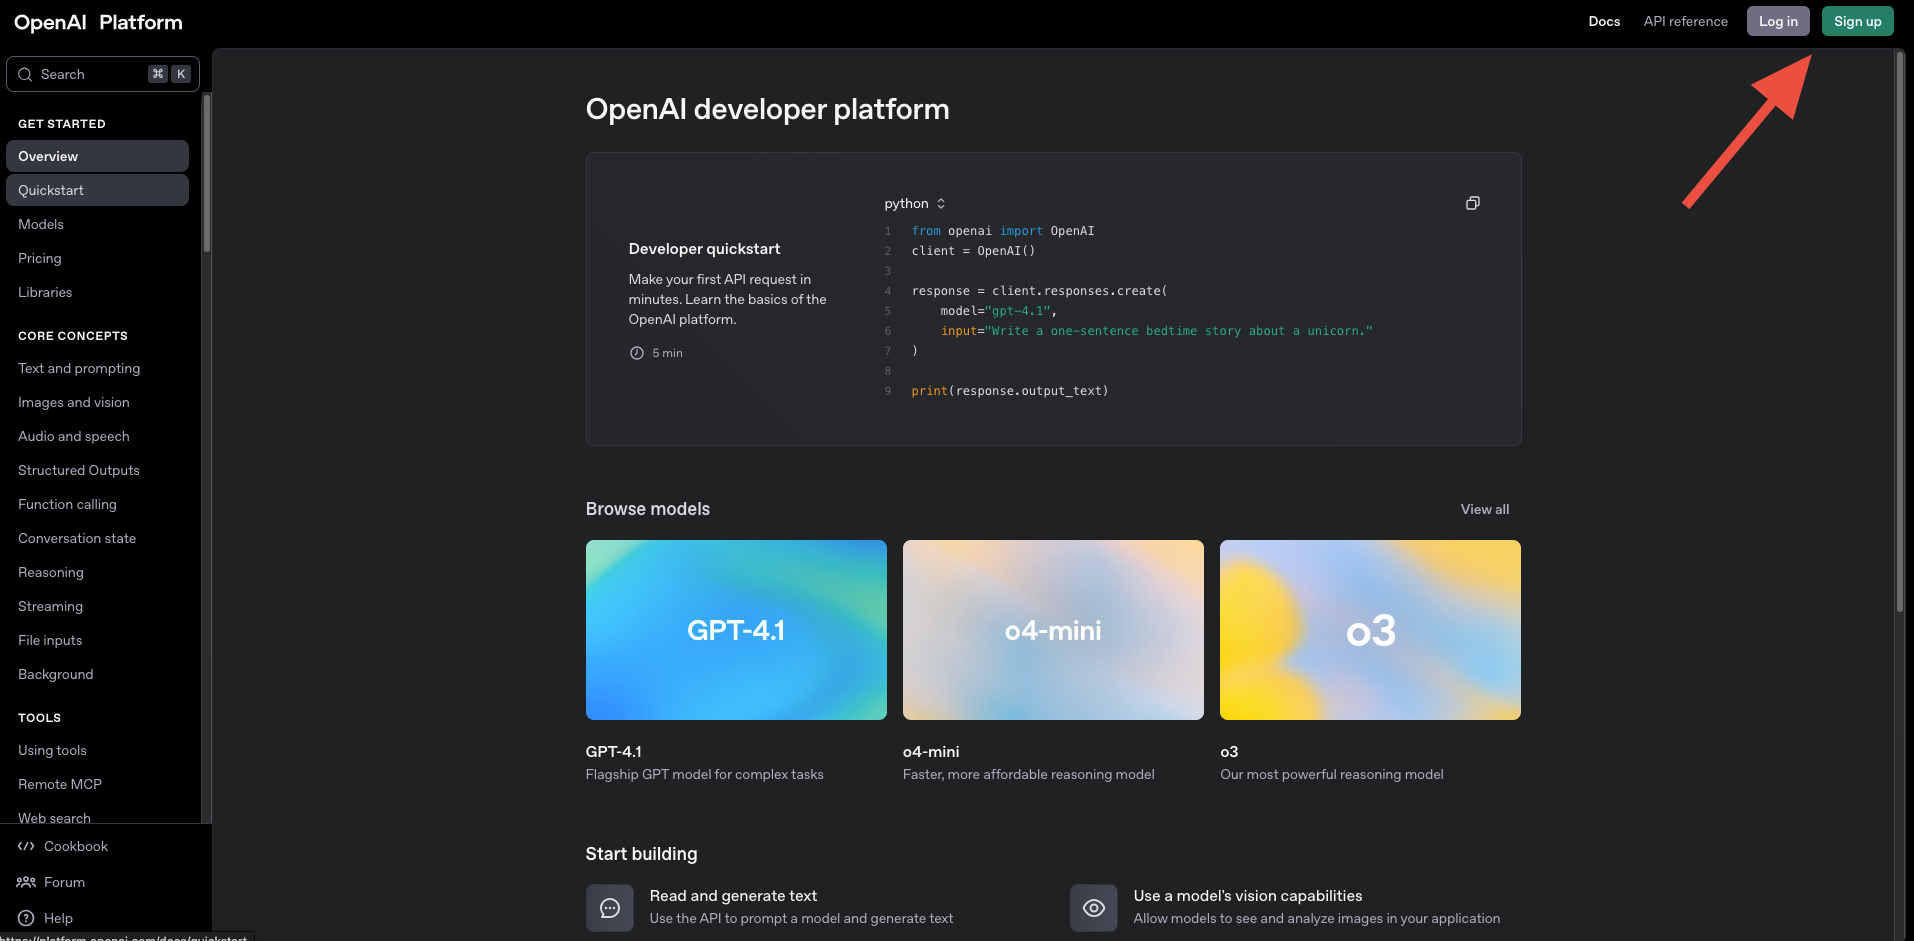 OpenAI Platform
Docs
API reference
Log in
Sign up
Search
⌘ K
GET STARTED
Overview
Quickstart
Models
Pricing
Libraries
CORE CONCEPTS
Text and prompting
Images and vision
Audio and speech
Structured Outputs
Function calling
Conversation state
Reasoning
Streaming
File inputs
Background
TOOLS
Using tools
Remote MCP
Web search
Cookbook
Forum
Help
https://platform.openai.com/docs/quickstart
OpenAI developer platform
Developer quickstart
Make your first API request in
minutes. Learn the basics of the
OpenAI platform.
5 min
python
1 from openai import OpenAI
2 client = OpenAI()
3
4 response = client.responses.create(
5     model="gpt-4.1",
6     input="Write a one-sentence bedtime story about a unicorn."
7 )
8
9 print(response.output_text)
Browse models
View all
GPT-4.1
o4-mini
o3
GPT-4.1
Flagship GPT model for complex tasks
o4-mini
Faster, more affordable reasoning model
o3
Our most powerful reasoning model
Start building
Read and generate text
Use the API to prompt a model and generate text
Use a model's vision capabilities
Allow models to see and analyze images in your application